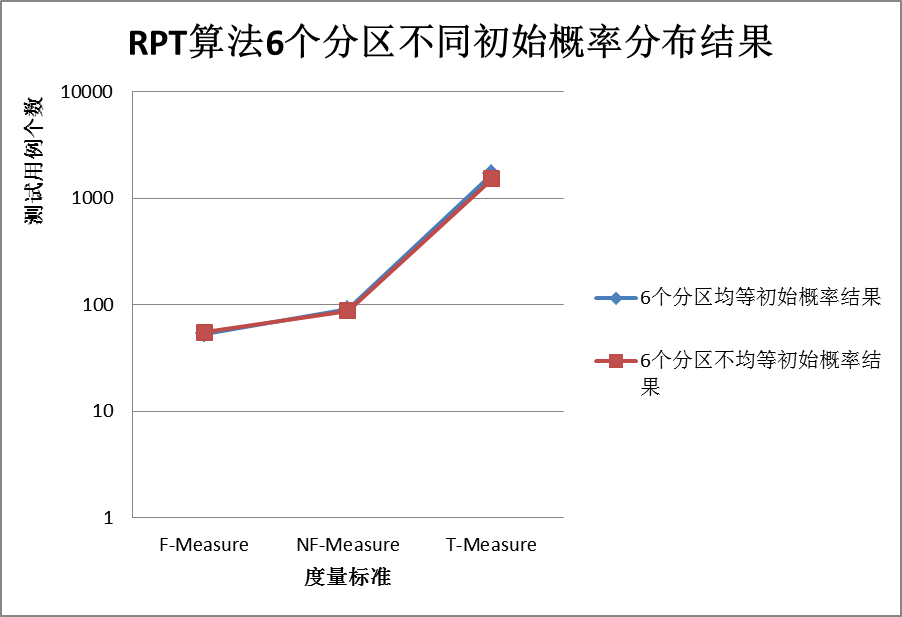 RPT算法6个分区不同初始概率分布结果
测试用例个数
10000
1000
100
10
1
F-Measure
NF-Measure
T-Measure
度量标准
6个分区均等初始概率结果
6个分区不均等初始概率结
果